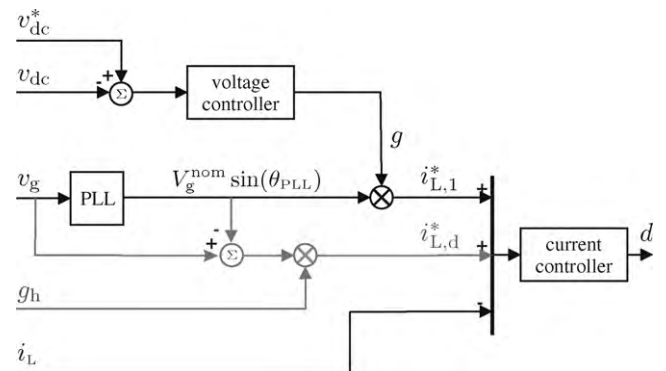 v*dc
+
-
Σ
vdc
voltage
controller
g
vg
PLL
Vgnom sin(θPLL)
i*L,1
+
-
+
Σ
i*L,d
+
current
controller
d
gh
-
iL